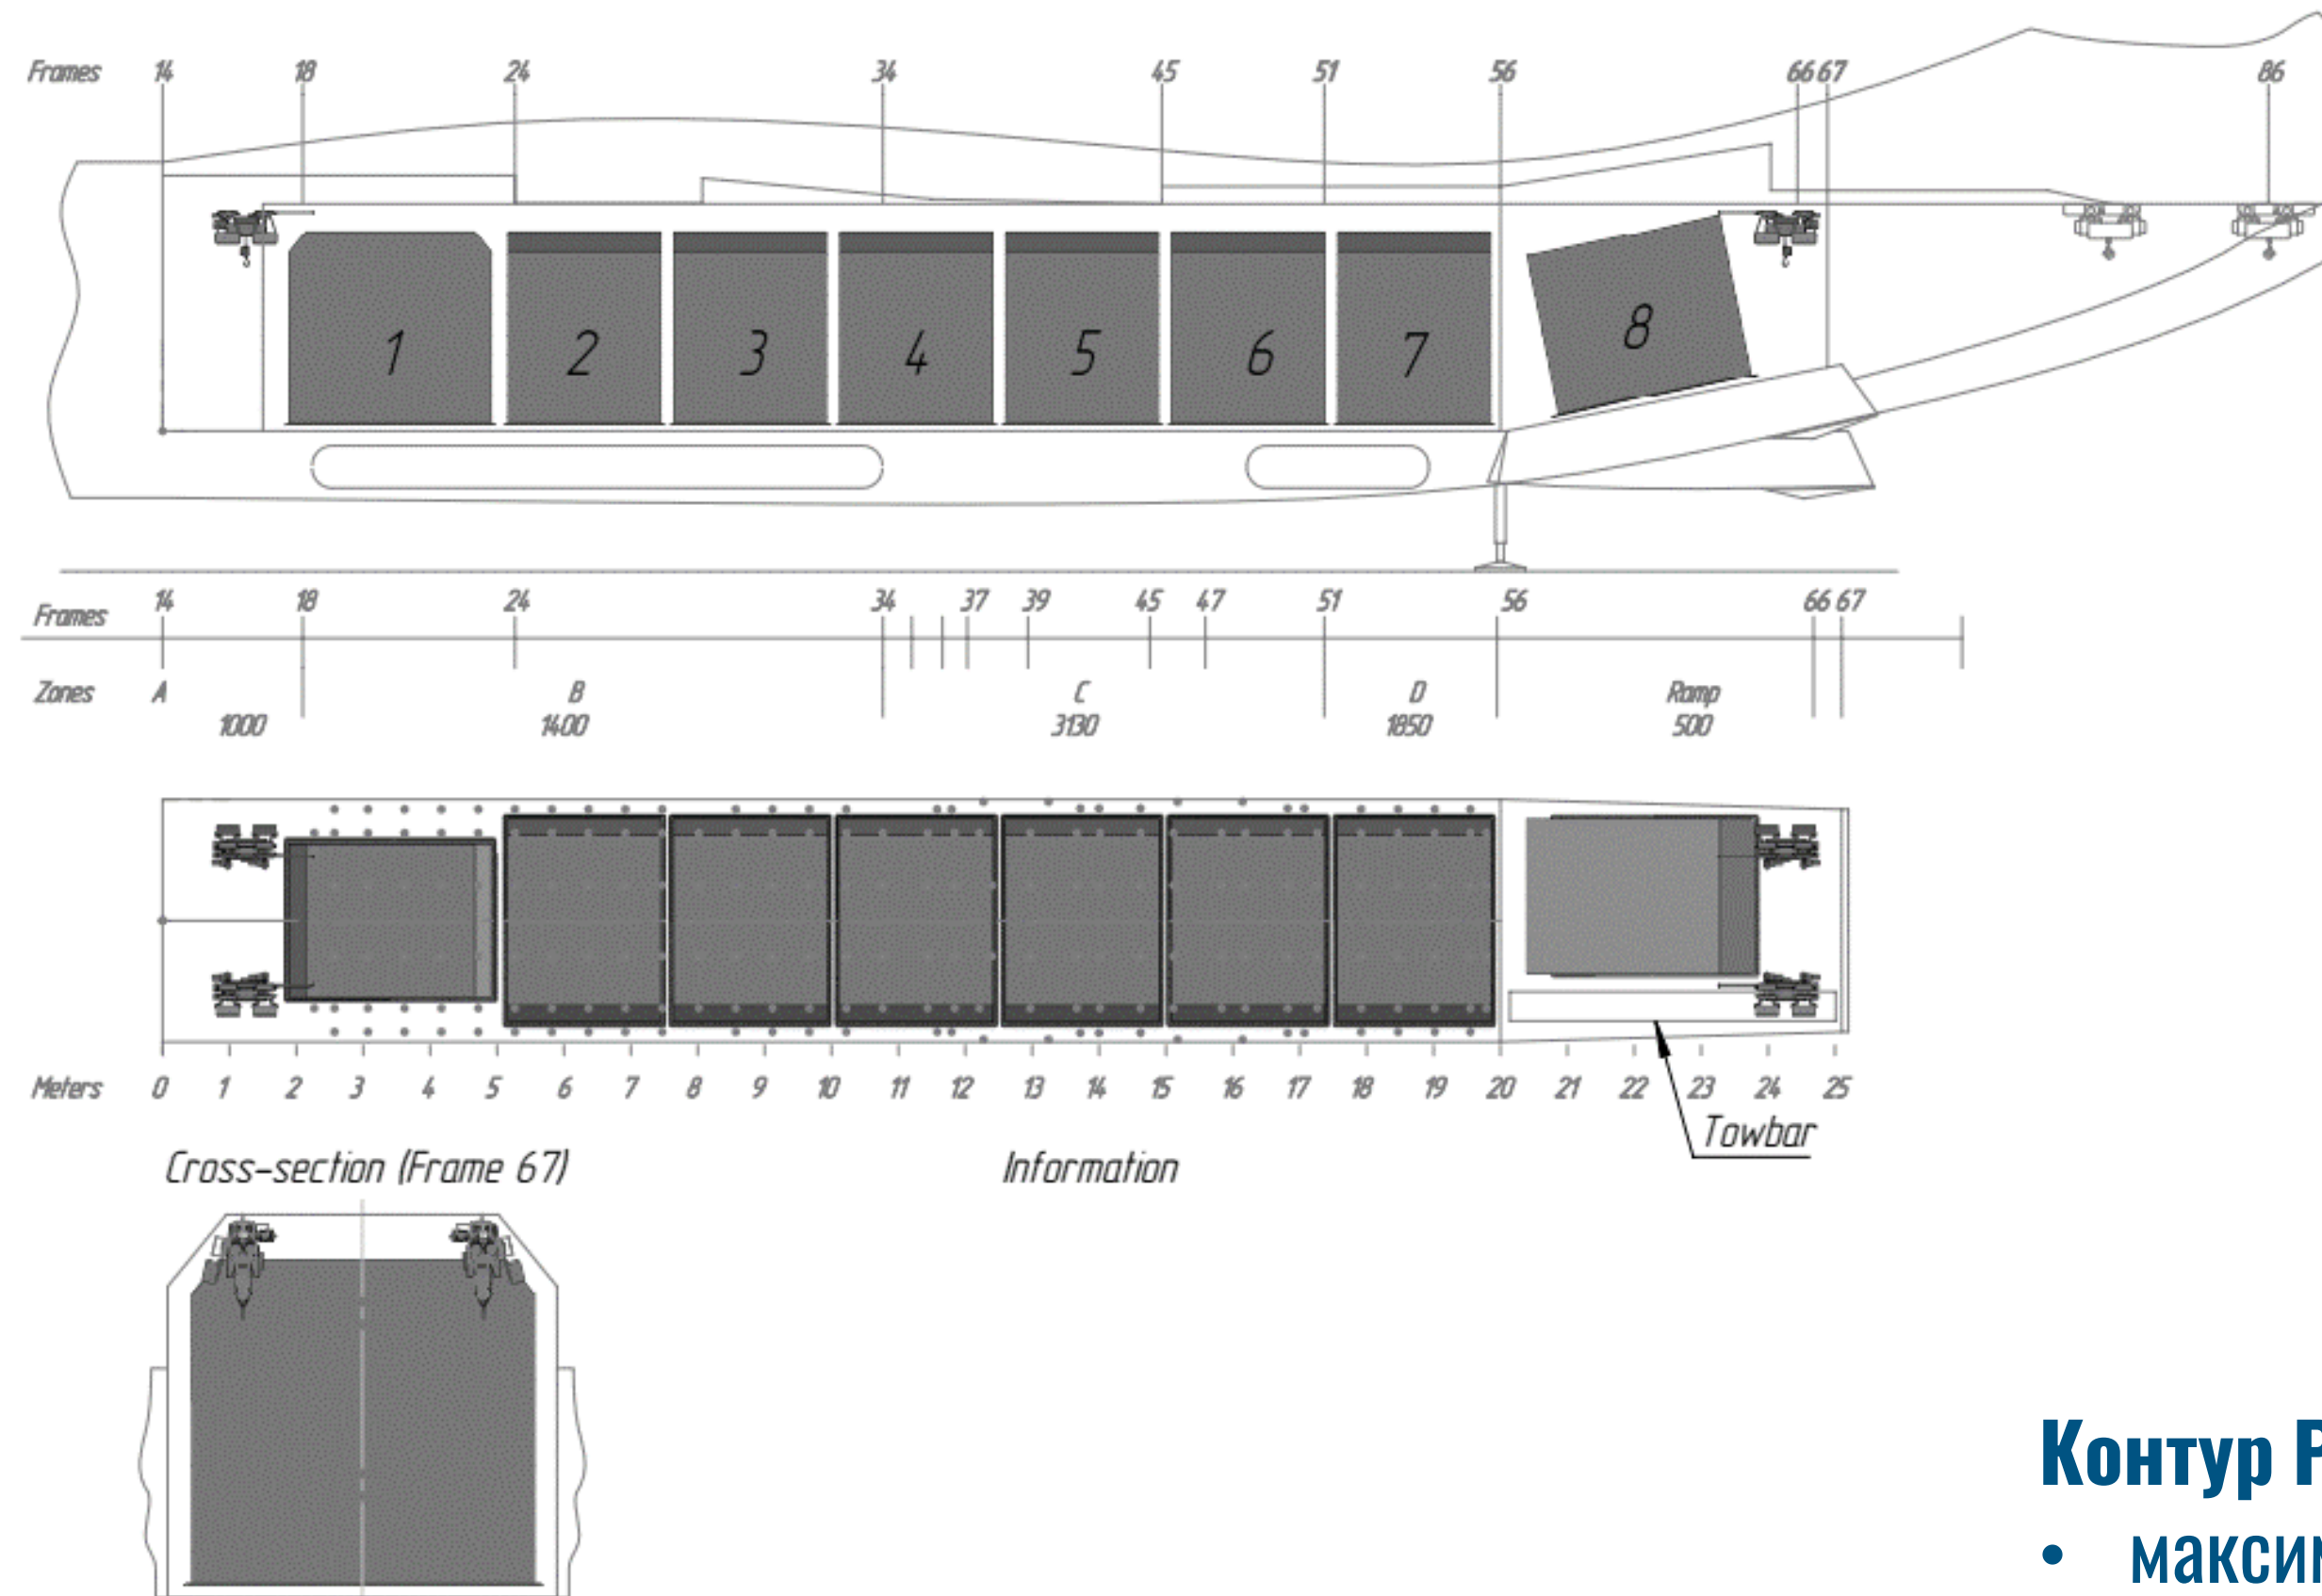 Frames 14 18 24 34 45 51 56 66 67 86
1 2 3 4 5 6 7 8
Frames 14 18 24 34 37 39 45 47 51 56 66 67
Zones A B C D Ramp
1000 1400 3130 1850 500
Meters 0 1 2 3 4 5 6 7 8 9 10 11 12 13 14 15 16 17 18 19 20 21 22 23 24 25
Towbar
Cross-section (Frame 67) Information
Контур